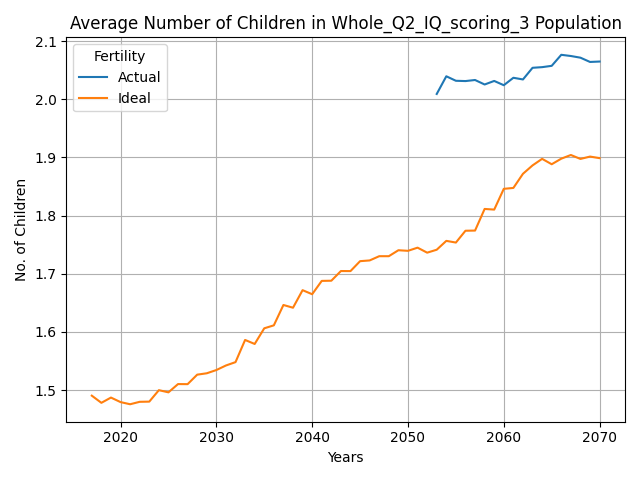 Average Number of Children in Whole_Q2_IQ_scoring_3 Population
Fertility
Actual
Ideal
No. of Children
2.1
2.0
1.9
1.8
1.7
1.6
1.5
2020 2030 2040 2050 2060 2070
Years